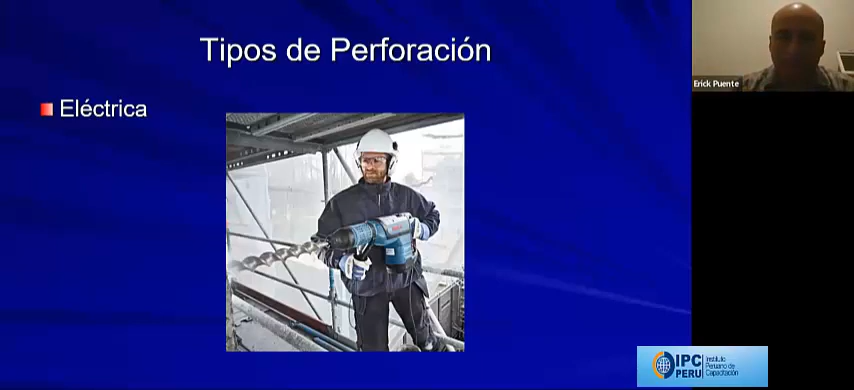 Tipos de Perforación
Eléctrica
Erick Puente
IPC
PERU
Instituto
Peruano de
Capacitación